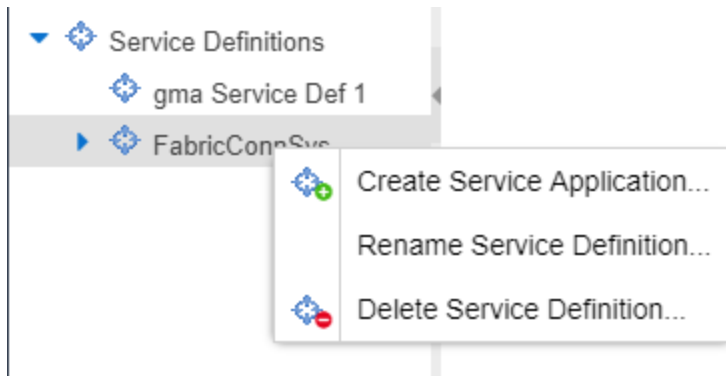 Service Definitions
gma Service Def 1
FabricConnSys
Create Service Application...
Rename Service Definition...
Delete Service Definition...